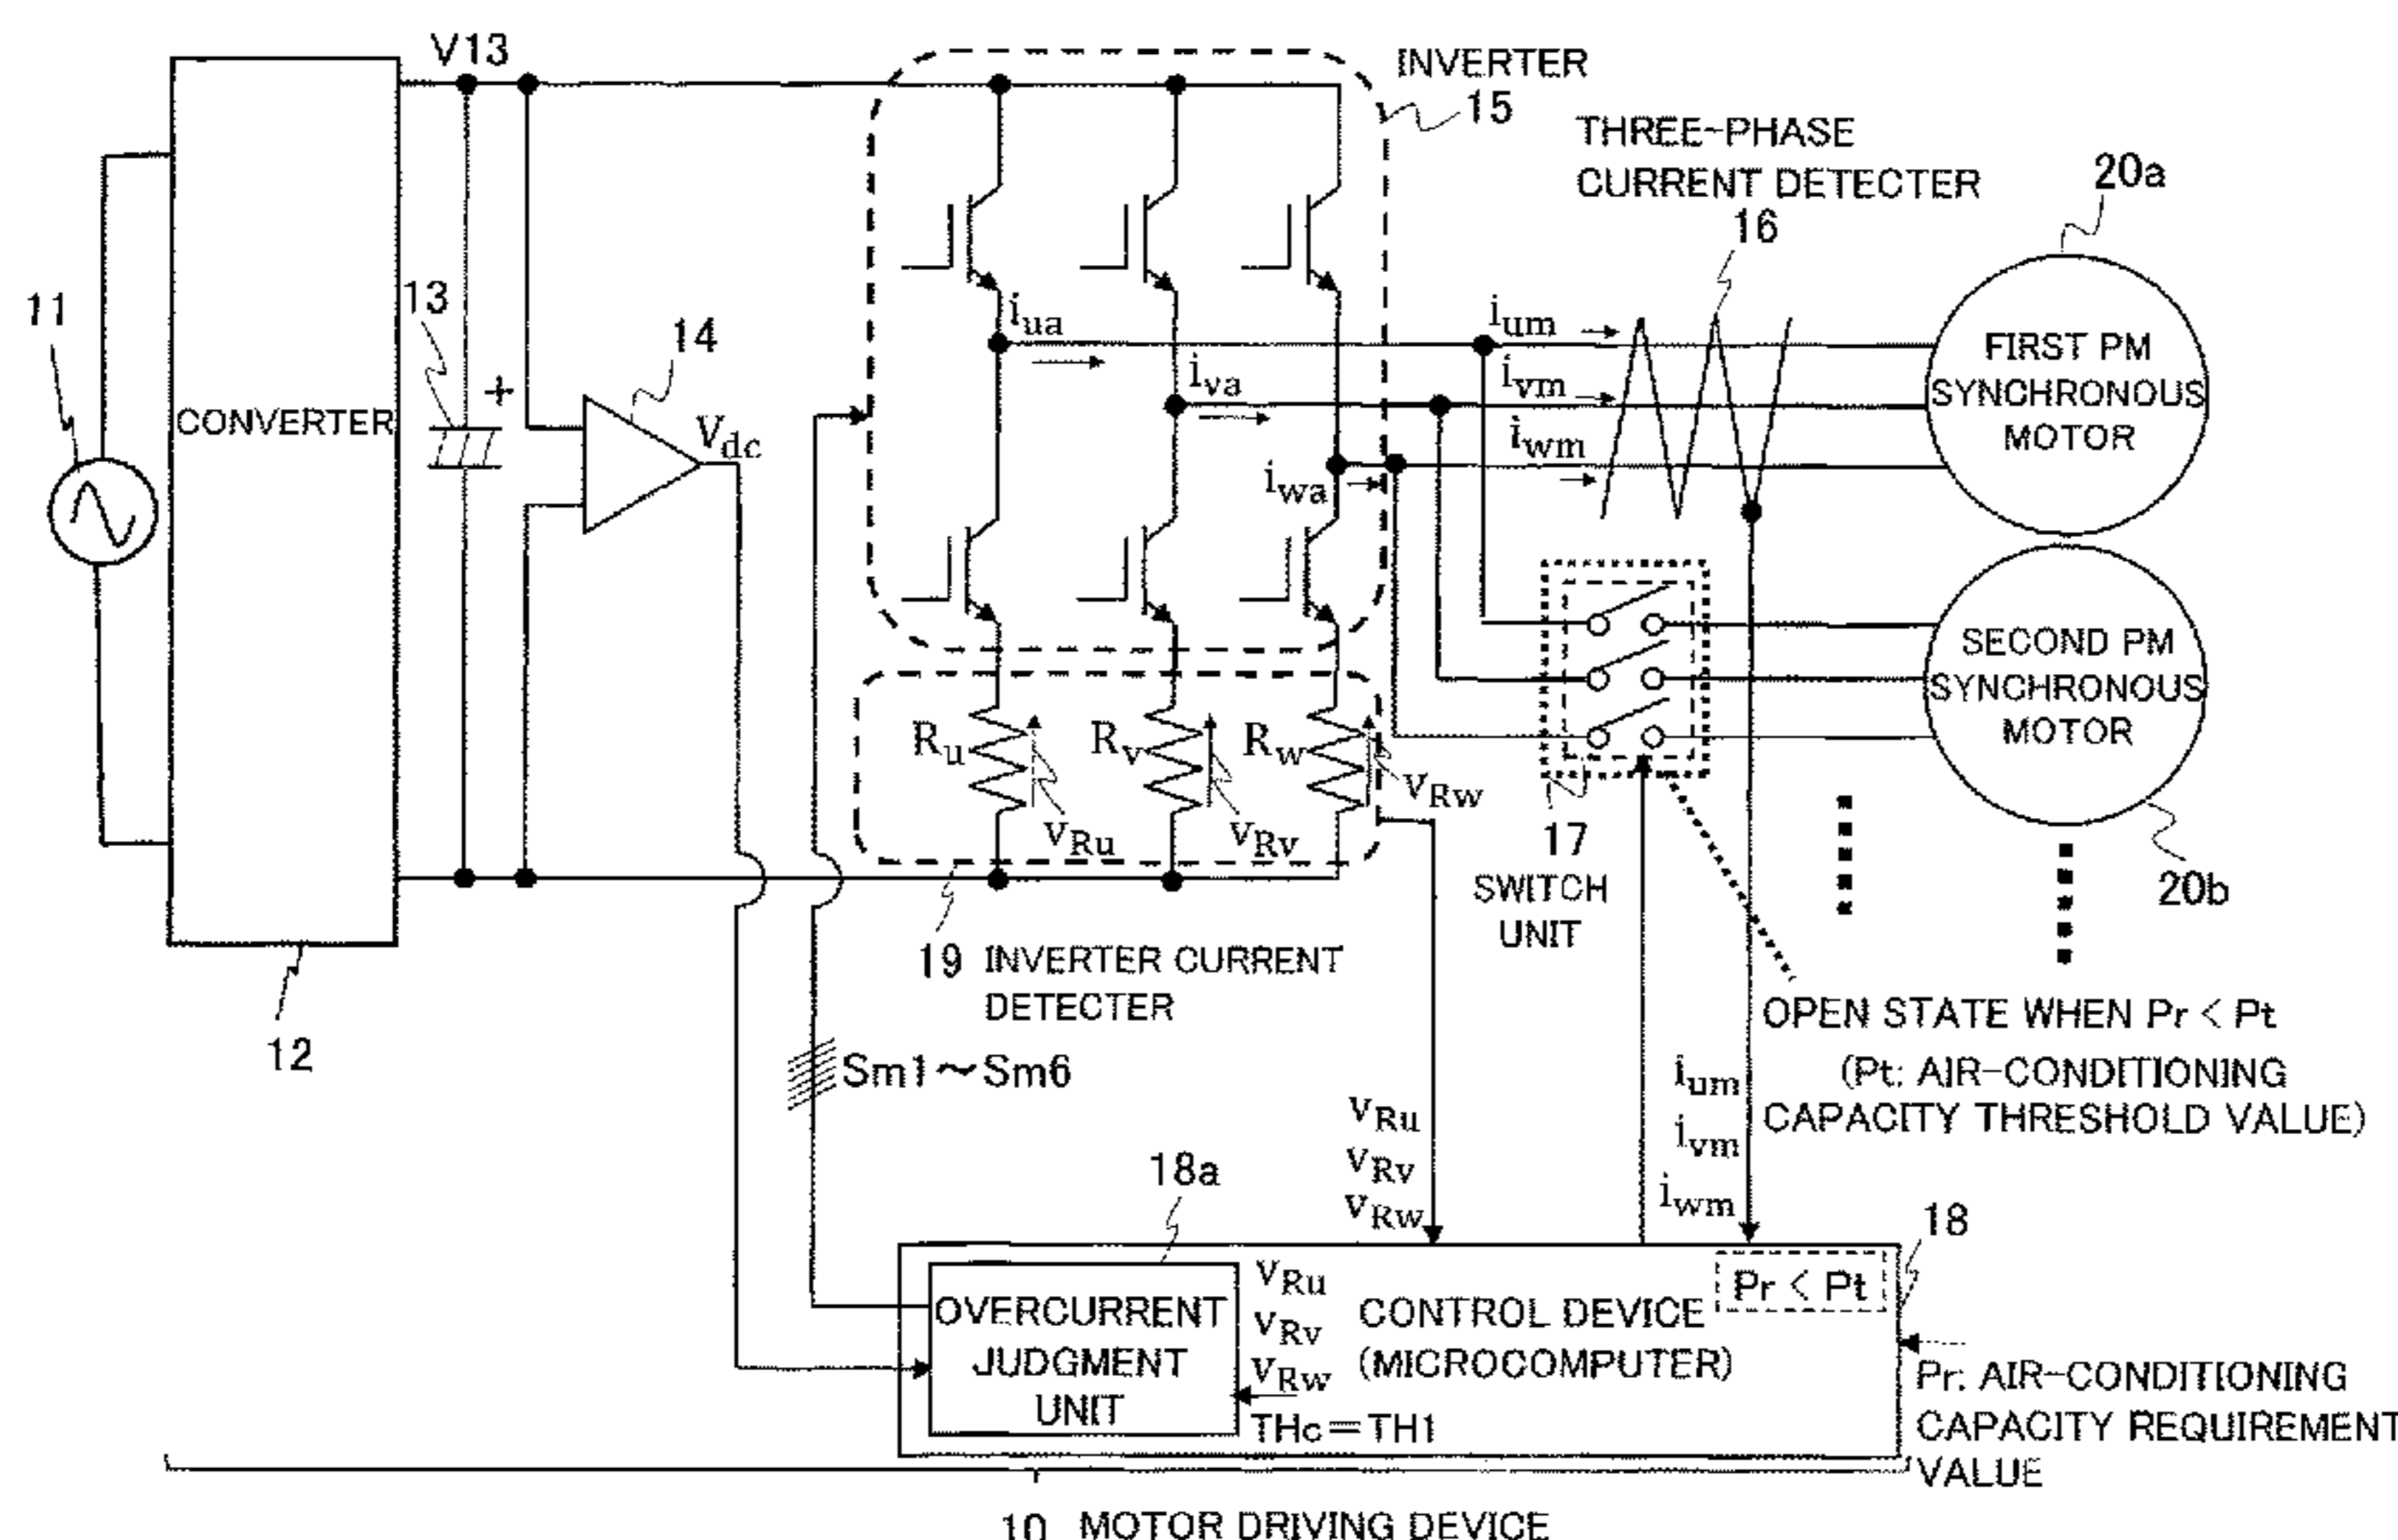 V13
INVERTER
15
THREE-PHASE
CURRENT DETECTER
16
20a
11
CONVERTER
13
+
14
Vdc
iua
iva
iwa
ium
ivm
iwm
FIRST PM
SYNCHRONOUS
MOTOR
SECOND PM
SYNCHRONOUS
MOTOR
20b
Ru
Rv
Rw
vRu
vRv
vRw
17
SWITCH
UNIT
19 INVERTER CURRENT
DETECTER
12
OPEN STATE WHEN Pr < Pt
(Pt: AIR-CONDITIONING
CAPACITY THRESHOLD VALUE)
Sm1~Sm6
vRu
vRv
vRw
ium
ivm
iwm
18a
18
OVERCURRENT
JUDGMENT
UNIT
vRu
vRv
vRw
THc=TH1
CONTROL DEVICE
(MICROCOMPUTER)
Pr < Pt
Pr: AIR-CONDITIONING
CAPACITY REQUIREMENT
VALUE
10 MOTOR DRIVING DEVICE